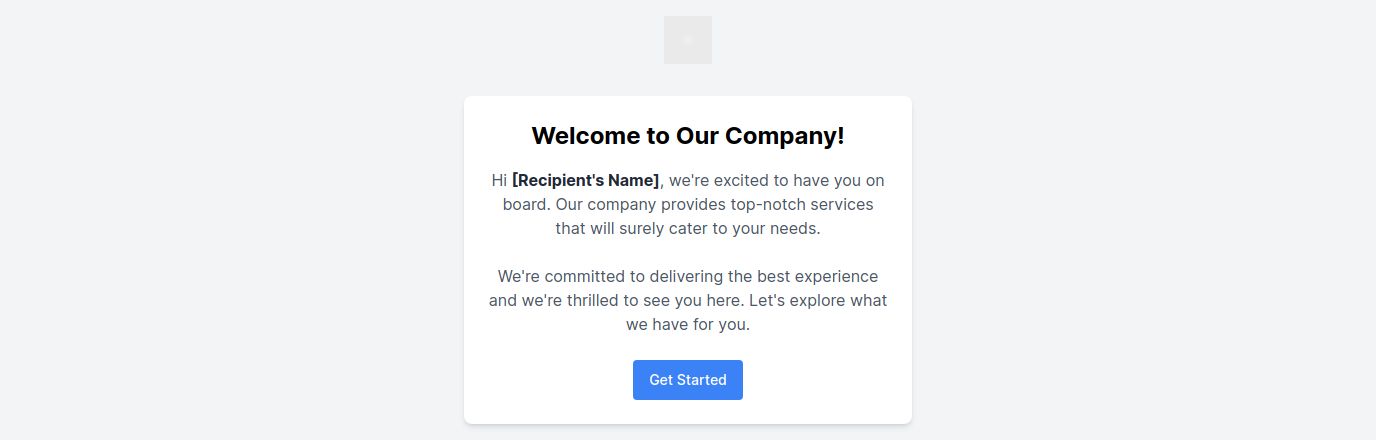 Welcome to Our Company!
Hi [Recipient's Name], we're excited to have you on
board. Our company provides top-notch services
that will surely cater to your needs.
We're committed to delivering the best experience
and we're thrilled to see you here. Let's explore what
we have for you.
Get Started